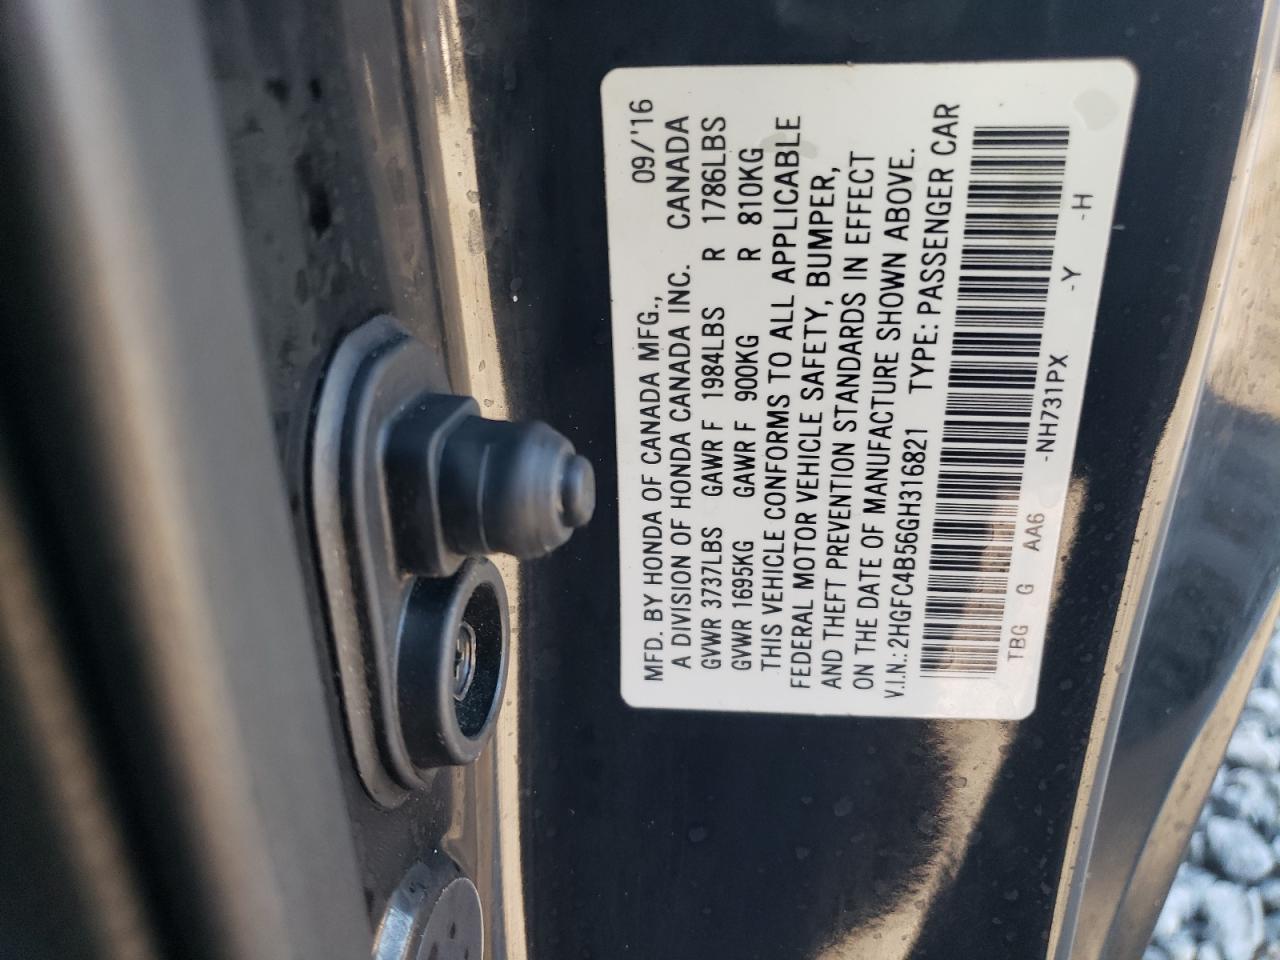 MFD. BY HONDA OF CANADA MFG., 09/'16
A DIVISION OF HONDA CANADA INC. CANADA
GVWR 3737LBS GAWR F 1984LBS R 1786LBS
GVWR 1695KG GAWR F 900KG R 810KG
THIS VEHICLE CONFORMS TO ALL APPLICABLE
FEDERAL MOTOR VEHICLE SAFETY, BUMPER,
AND THEFT PREVENTION STANDARDS IN EFFECT
ON THE DATE OF MANUFACTURE SHOWN ABOVE.
V.I.N.: 2HGFC4B56GH316821 TYPE: PASSENGER CAR
TBG G AA6 -NH731PX -Y -H